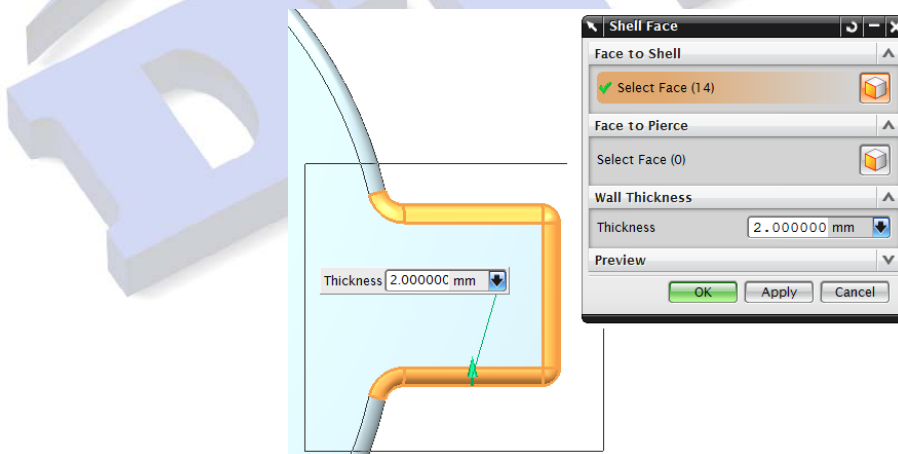 Shell Face
Face to Shell
Select Face (14)
Face to Pierce
Select Face (0)
Wall Thickness
Thickness 2.000000 mm
Preview
OK Apply Cancel
Thickness 2.000000 mm
D